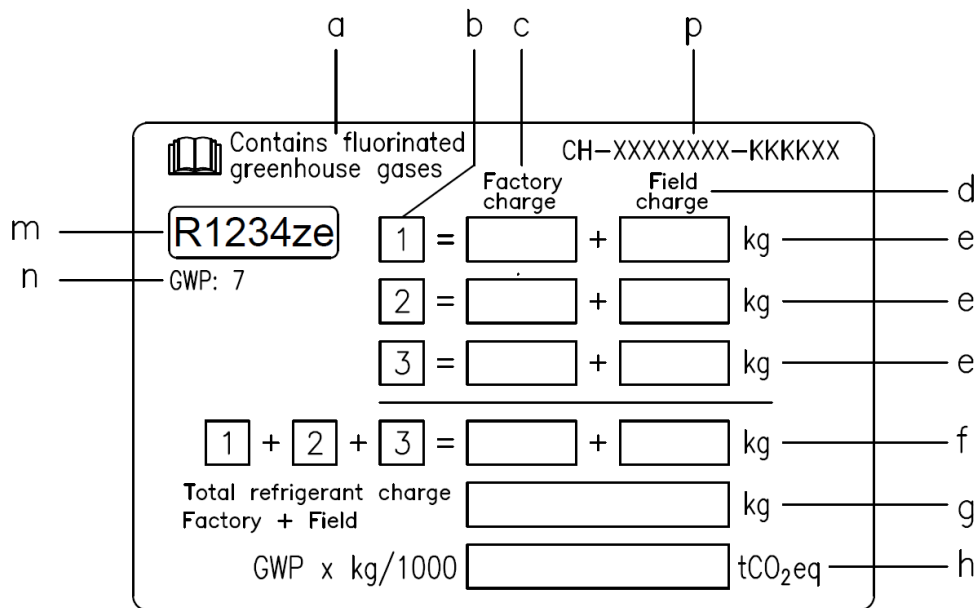 a b c p
Contains fluorinated
greenhouse gases
CH-XXXXXXXX-KKKKXX
Factory
charge
Field
charge
d
m
R1234ze
1 = + kg e
n
GWP: 7
2 = + kg e
3 = + kg e
1 + 2 + 3 = + kg f
Total refrigerant charge
Factory + Field
kg g
GWP x kg/1000 tCO₂eq h